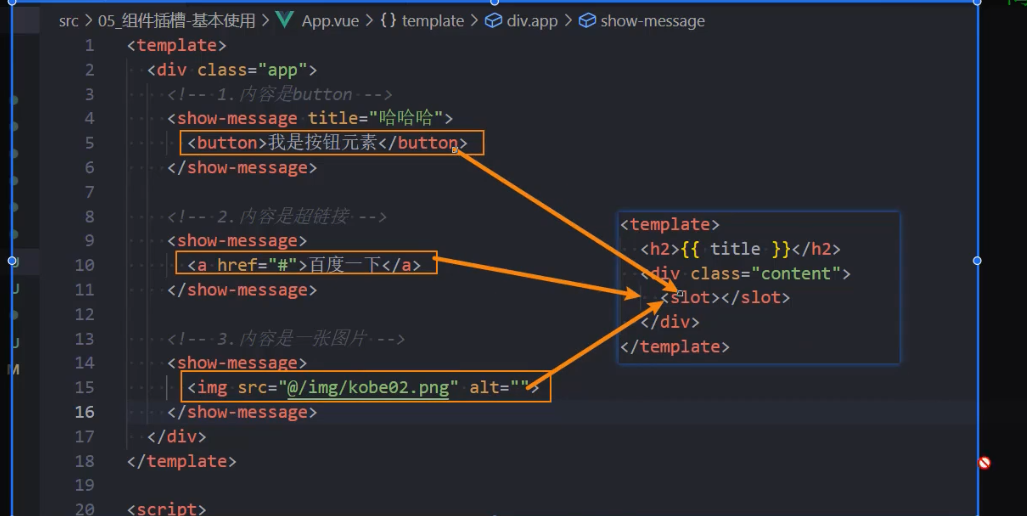 src > 05_组件插槽-基本使用 > App.vue > {} template > div.app > show-message
1 <template>
2 <div class="app">
3 <!-- 1.内容是button -->
4 <show-message title="哈哈哈">
5 <button>我是按钮元素</button>
6 </show-message>
7
8 <!-- 2.内容是超链接 -->
9 <show-message>
10 <a href="#">百度一下</a>
11 </show-message>
12
13 <!-- 3.内容是一张图片 -->
14 <show-message>
15 <img src="@/img/kobe02.png" alt="">
16 </show-message>
17 </div>
18 </template>
19
20 <script>
<template>
<h2>{{ title }}</h2>
<div class="content">
<slot></slot>
</div>
</template>
U
U
U
M